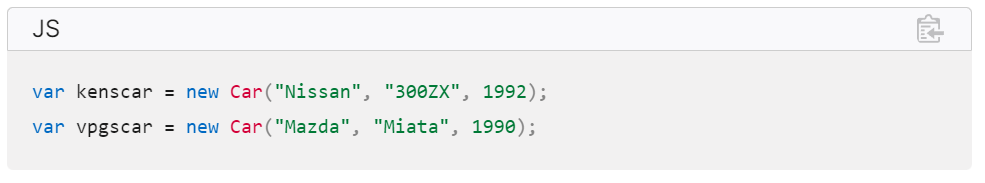 JS
var kenscar = new Car("Nissan", "300ZX", 1992);
var vpgscar = new Car("Mazda", "Miata", 1990);